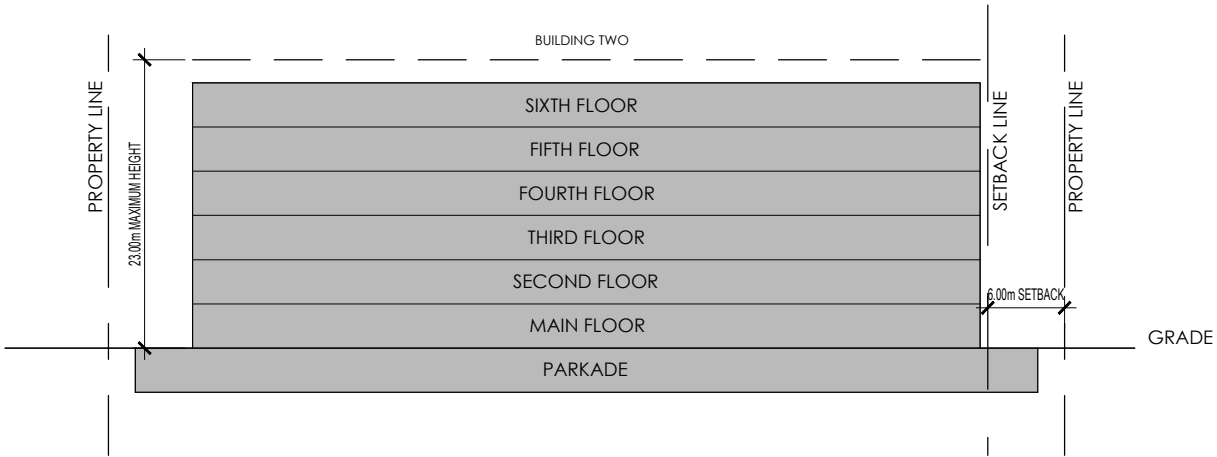 BUILDING TWO
PROPERTY LINE
23.00m MAXIMUM HEIGHT
SIXTH FLOOR
FIFTH FLOOR
FOURTH FLOOR
THIRD FLOOR
SECOND FLOOR
MAIN FLOOR
PARKADE
SETBACK LINE
PROPERTY LINE
6.00m SETBACK
GRADE